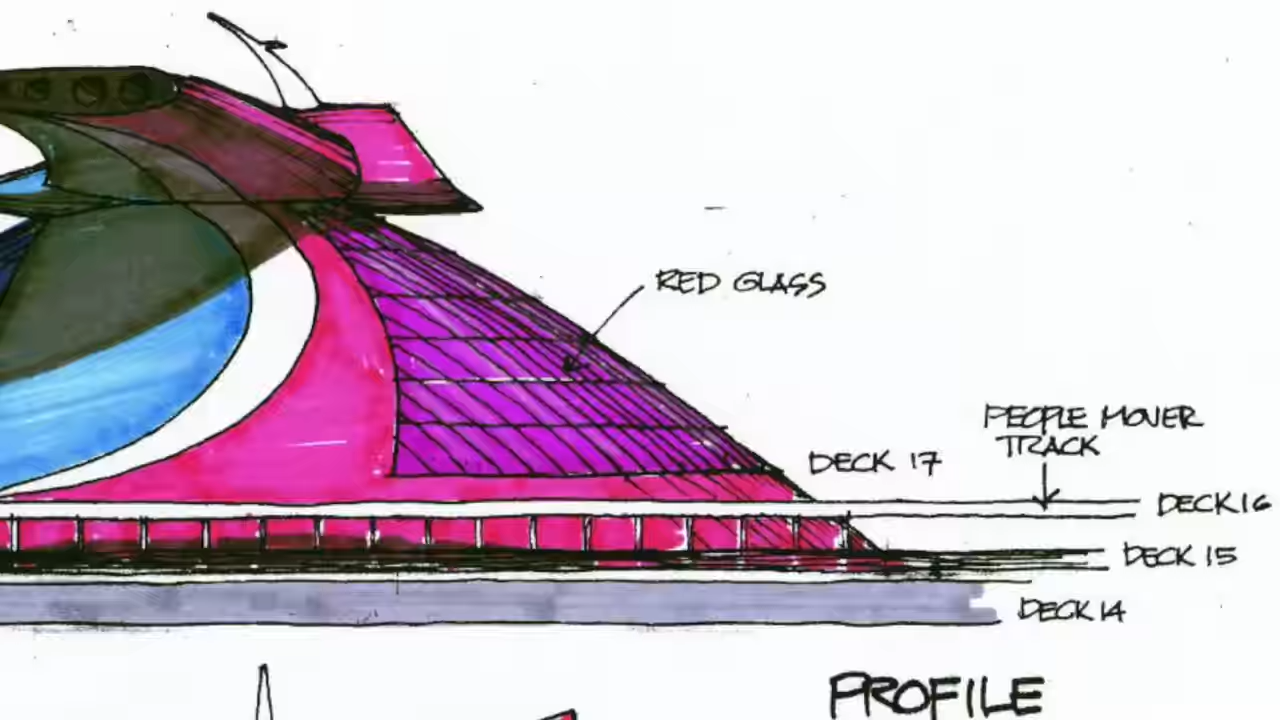 RED GLASS
PEOPLE MOVER
TRACK
DECK 17
DECK 16
DECK 15
DECK 14
PROFILE